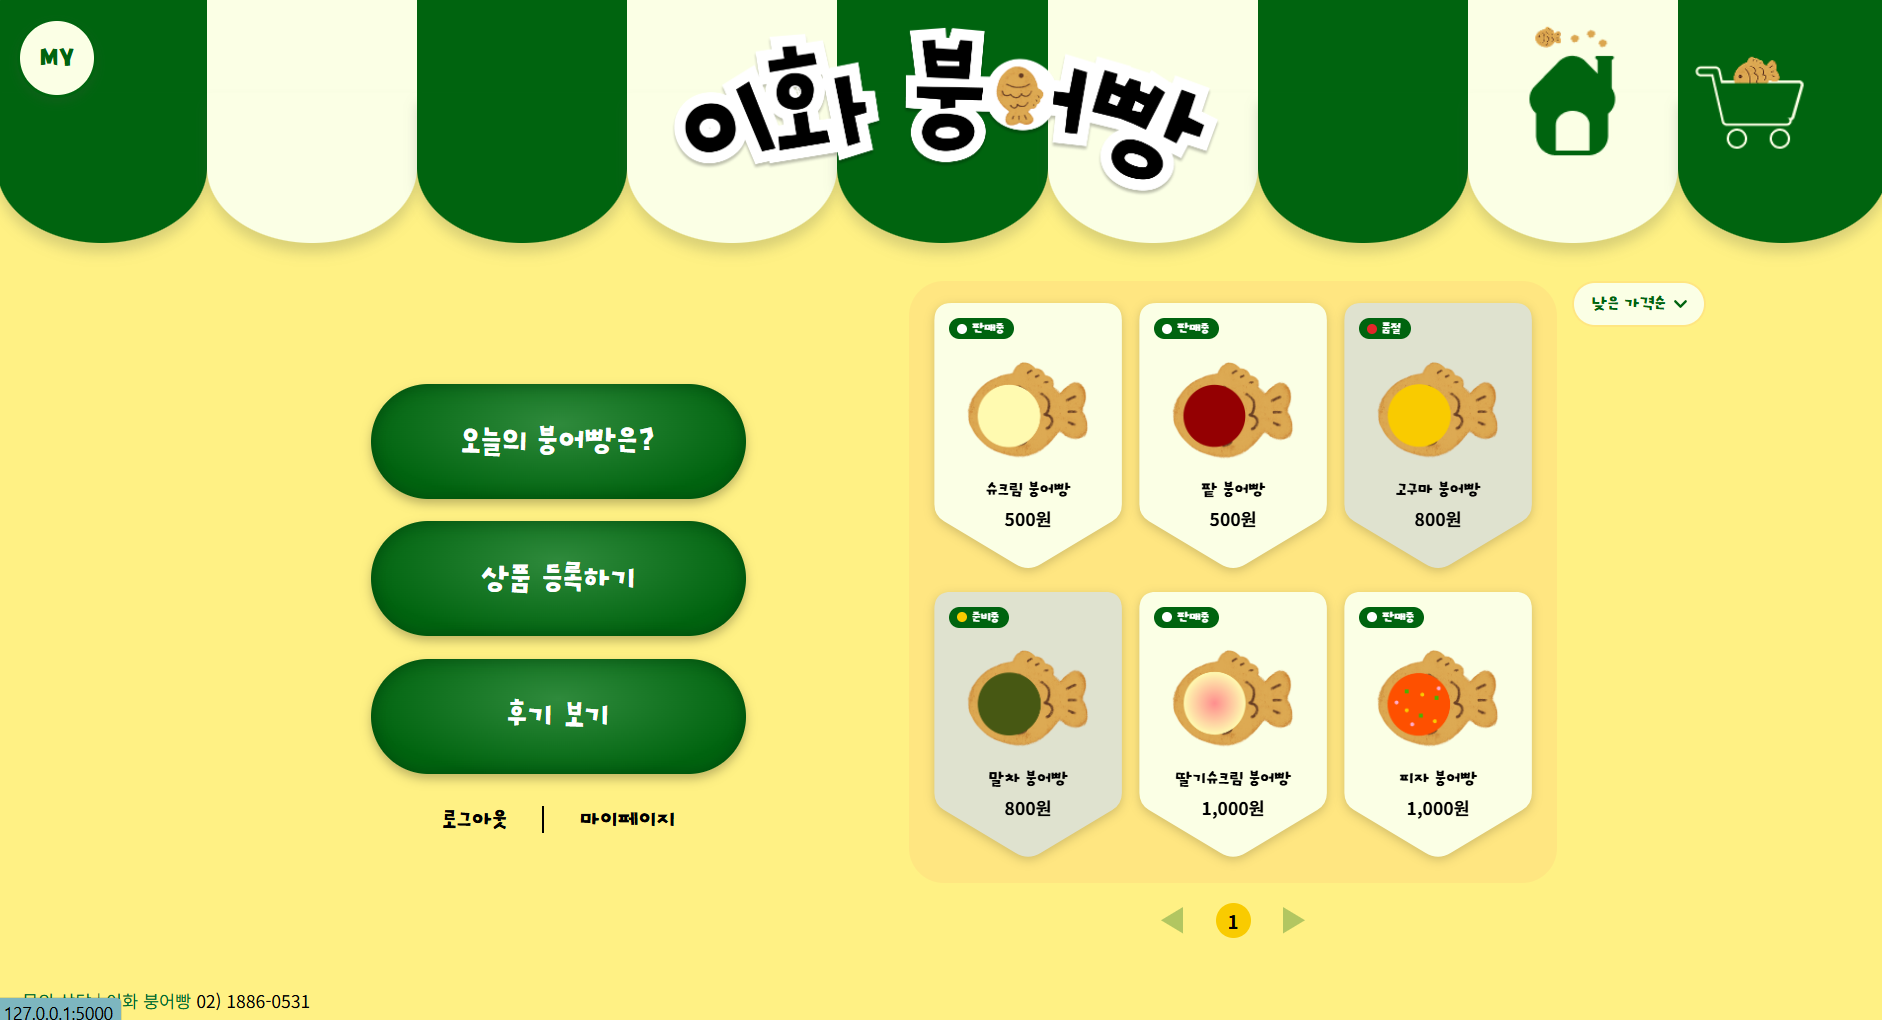 MY
이화 붕어빵
낮은 가격순
판매중
판매중
품절
슈크림 붕어빵
500원
팥 붕어빵
500원
고구마 붕어빵
800원
오늘의 붕어빵은?
상품 등록하기
후기 보기
로그아웃
마이페이지
준비중
판매중
판매중
말차 붕어빵
800원
딸기슈크림 붕어빵
1,000원
피자 붕어빵
1,000원
1
이화 붕어빵 02) 1886-0531
127.0.0.1:5000